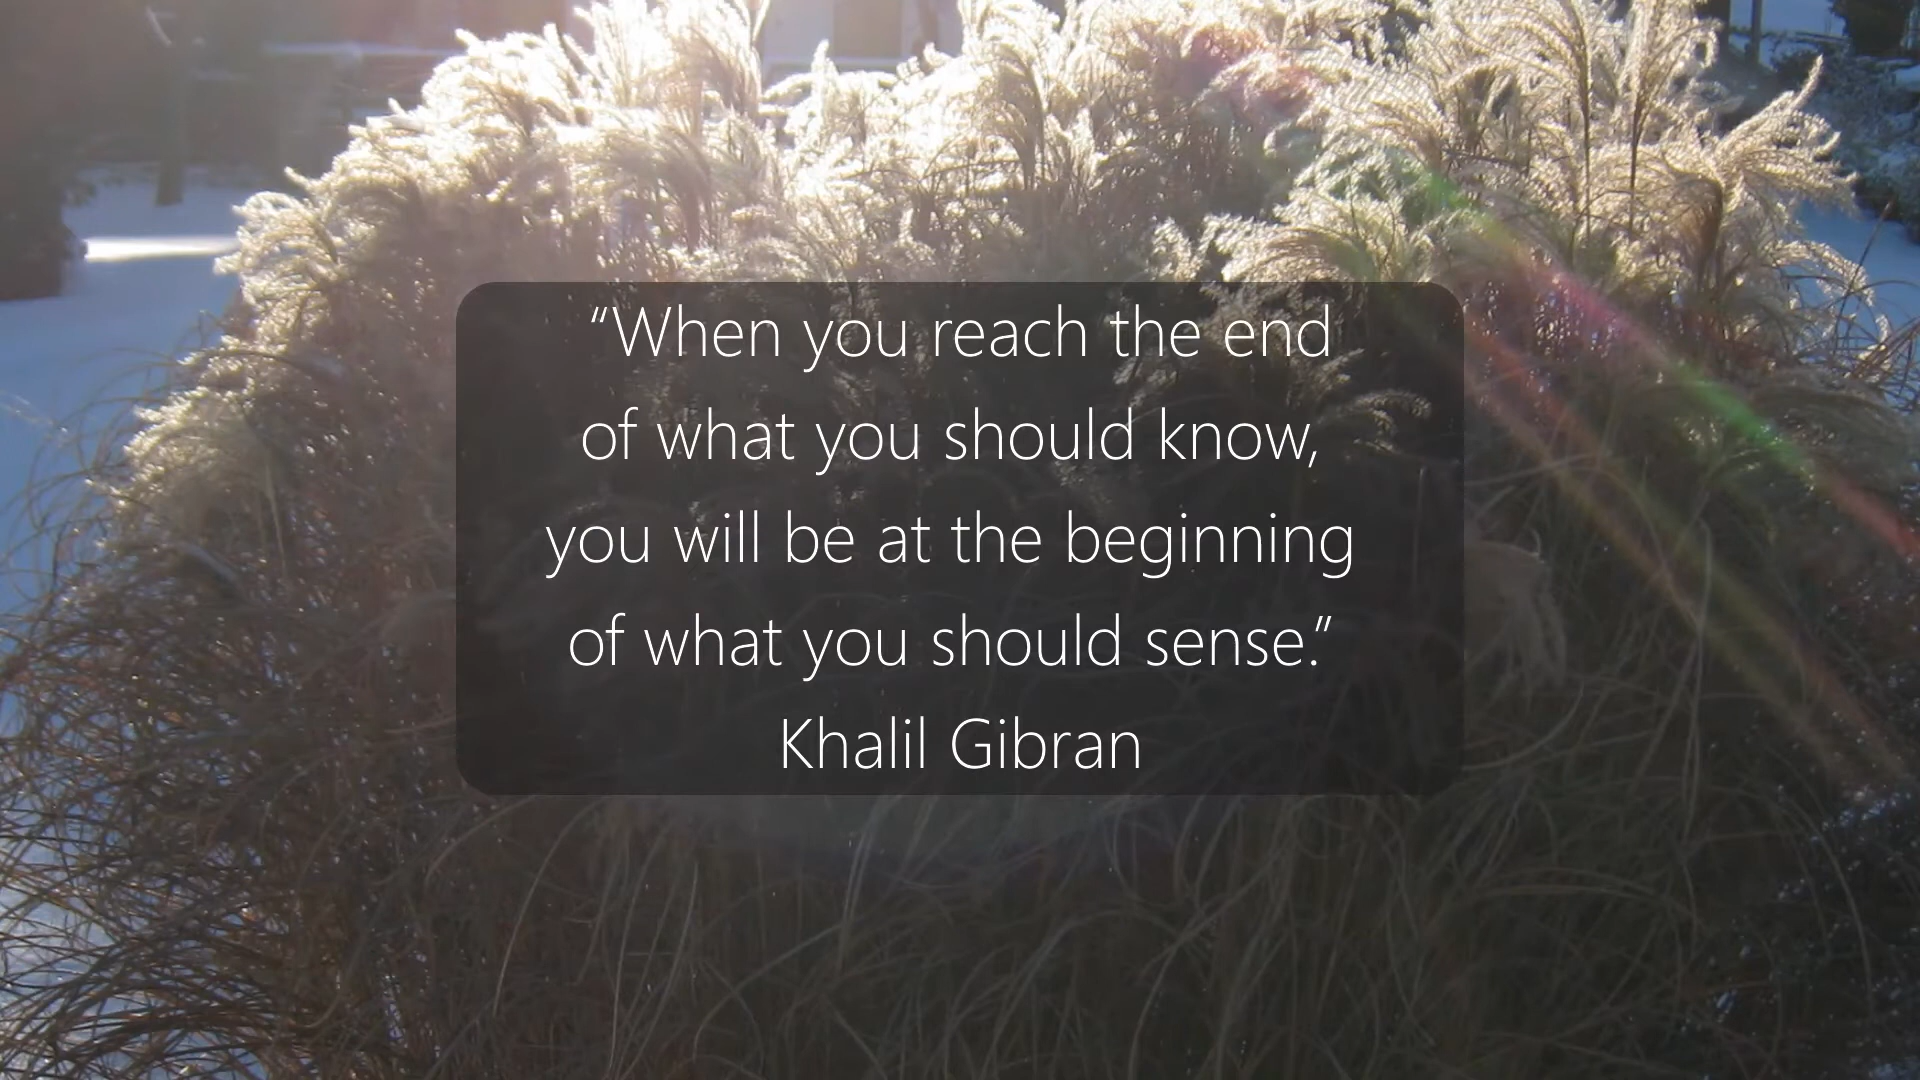 “When you reach the end
of what you should know,
you will be at the beginning
of what you should sense.”
Khalil Gibran